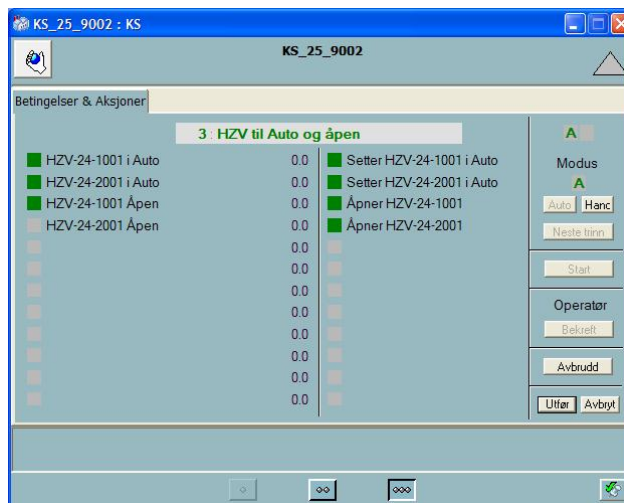 KS_25_9002 : KS
KS_25_9002
Betingelser & Aksjoner
3 : HZV til Auto og åpen
A
HZV-24-1001 i Auto 0.0 Setter HZV-24-1001 i Auto
HZV-24-2001 i Auto 0.0 Setter HZV-24-2001 i Auto
HZV-24-1001 Åpen 0.0 Åpner HZV-24-1001
HZV-24-2001 Åpen 0.0 Åpner HZV-24-2001
0.0
0.0
0.0
0.0
0.0
0.0
0.0
0.0
Modus
A
Auto Hanc
Neste trinn
Start
Operatør
Bekreft
Avbrudd
Utfør Avbryt